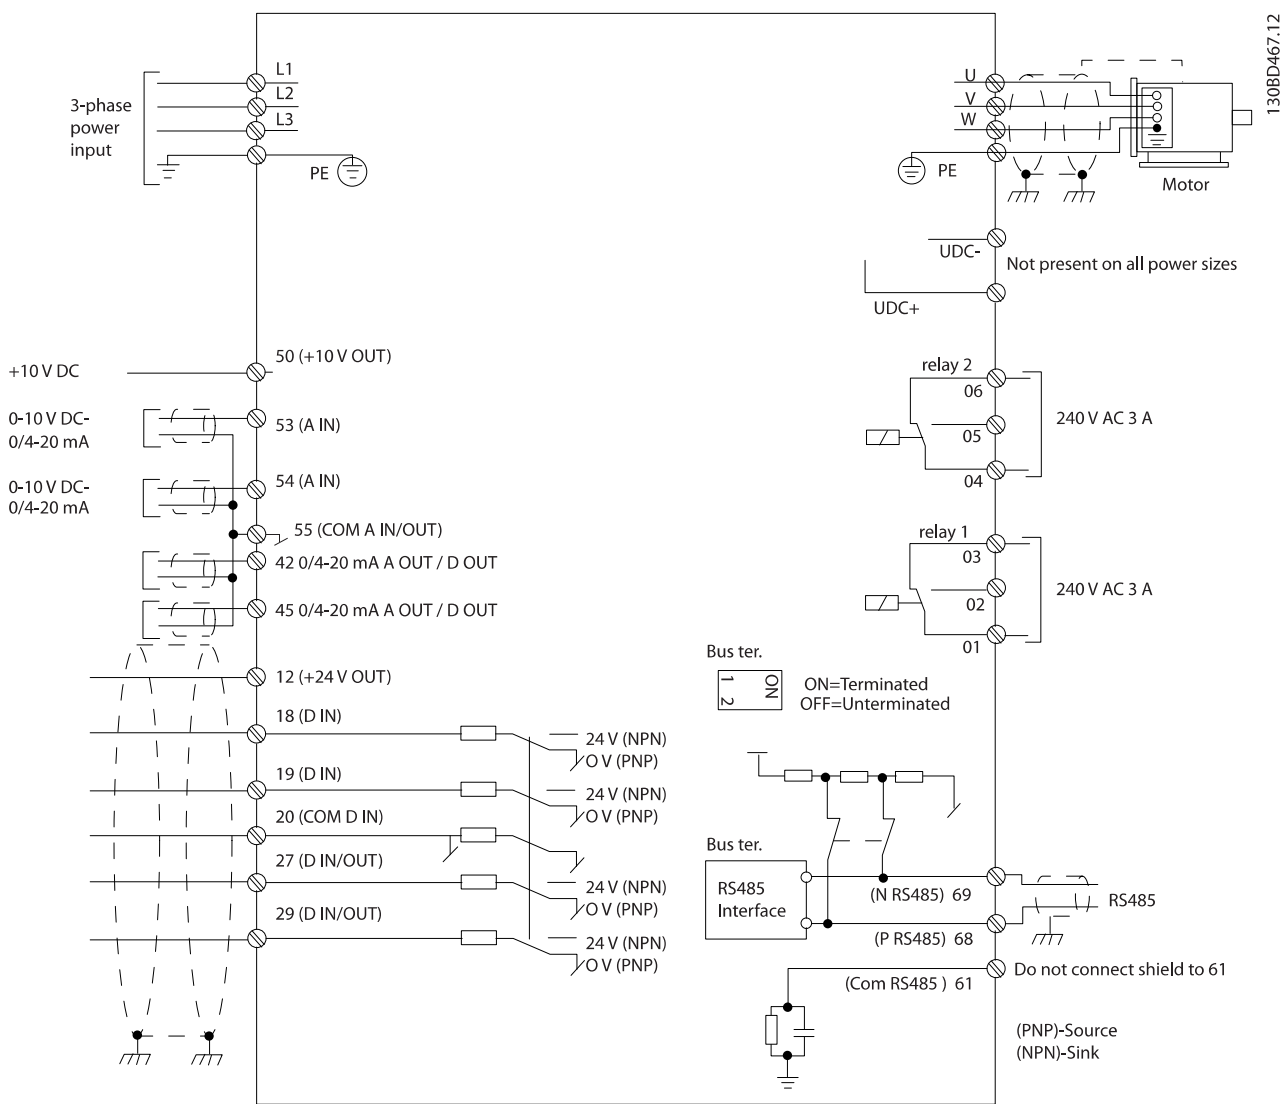 130BD467.12
3-phase
power
input
L1
L2
L3
PE
U
V
W
PE
Motor
UDC-
Not present on all power sizes
UDC+
+10 V DC
50 (+10 V OUT)
0-10 V DC-
0/4-20 mA
53 (A IN)
0-10 V DC-
0/4-20 mA
54 (A IN)
55 (COM A IN/OUT)
42 0/4-20 mA A OUT / D OUT
45 0/4-20 mA A OUT / D OUT
12 (+24 V OUT)
18 (D IN)
24 V (NPN)
O V (PNP)
19 (D IN)
24 V (NPN)
O V (PNP)
20 (COM D IN)
27 (D IN/OUT)
24 V (NPN)
O V (PNP)
29 (D IN/OUT)
24 V (NPN)
O V (PNP)
relay 2
06
05
04
240 V AC 3 A
relay 1
03
02
01
240 V AC 3 A
Bus ter.
1 2
ON
ON=Terminated
OFF=Unterminated
Bus ter.
RS485
Interface
(N RS485) 69
(P RS485) 68
RS485
(Com RS485 ) 61
Do not connect shield to 61
(PNP)-Source
(NPN)-Sink